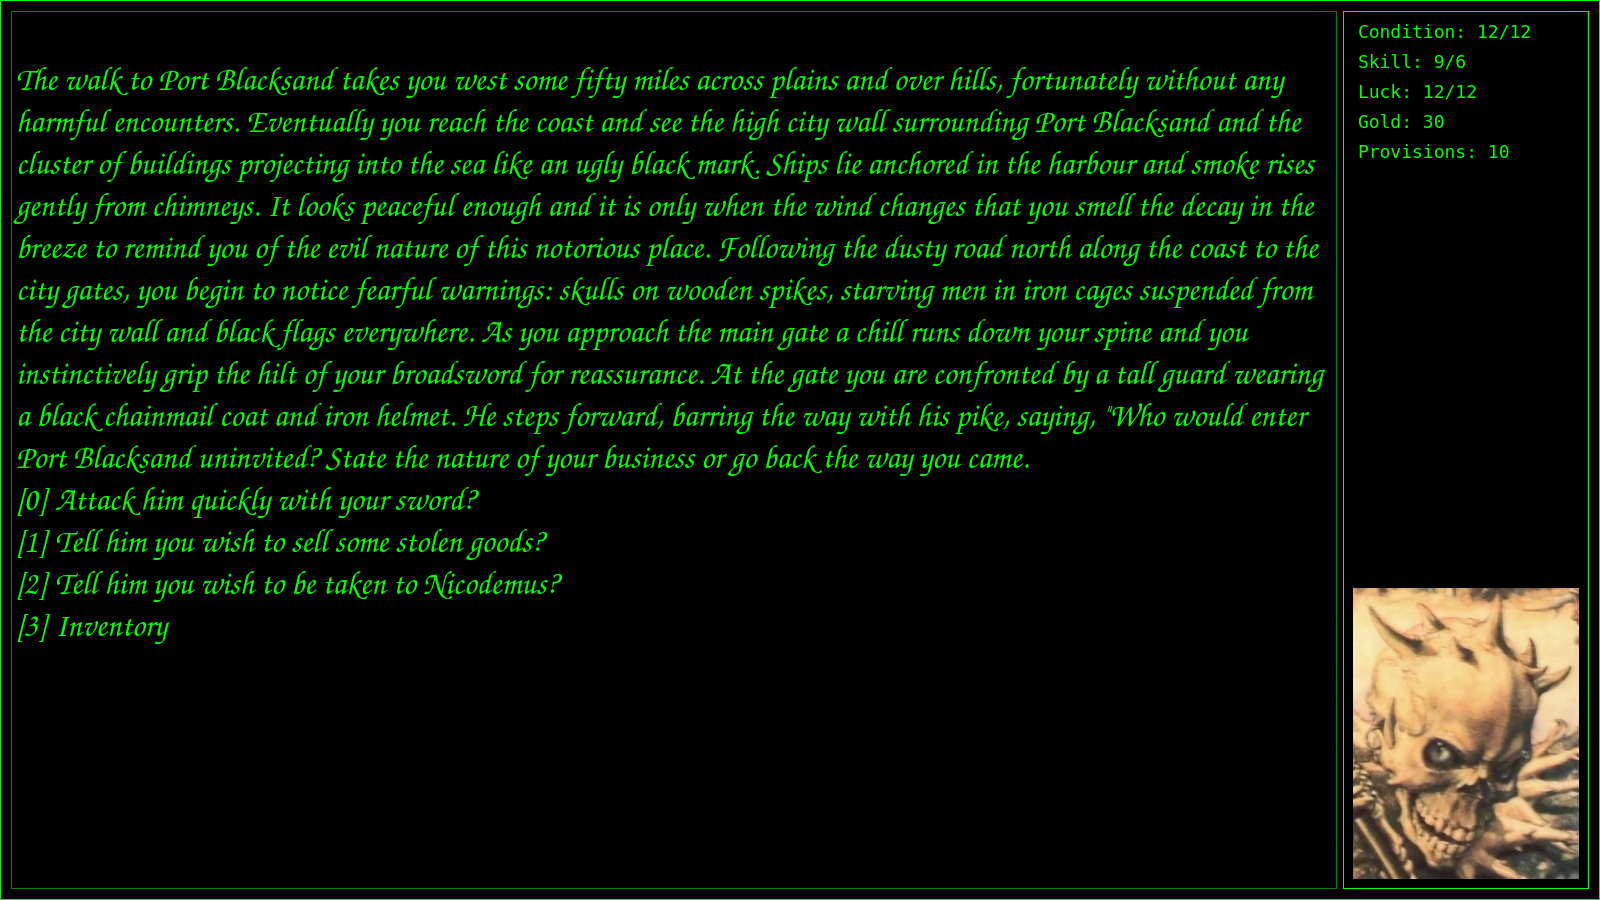 The walk to Port Blacksand takes you west some fifty miles across plains and over hills, fortunately without any
harmful encounters. Eventually you reach the coast and see the high city wall surrounding Port Blacksand and the
cluster of buildings projecting into the sea like an ugly black mark. Ships lie anchored in the harbour and smoke rises
gently from chimneys. It looks peaceful enough and it is only when the wind changes that you smell the decay in the
breeze to remind you of the evil nature of this notorious place. Following the dusty road north along the coast to the
city gates, you begin to notice fearful warnings: skulls on wooden spikes, starving men in iron cages suspended from
the city wall and black flags everywhere. As you approach the main gate a chill runs down your spine and you
instinctively grip the hilt of your broadsword for reassurance. At the gate you are confronted by a tall guard wearing
a black chainmail coat and iron helmet. He steps forward, barring the way with his pike, saying, "Who would enter
Port Blacksand uninvited? State the nature of your business or go back the way you came.
[0] Attack him quickly with your sword?
[1] Tell him you wish to sell some stolen goods?
[2] Tell him you wish to be taken to Nicodemus?
[3] Inventory
Condition: 12/12
Skill: 9/6
Luck: 12/12
Gold: 30
Provisions: 10